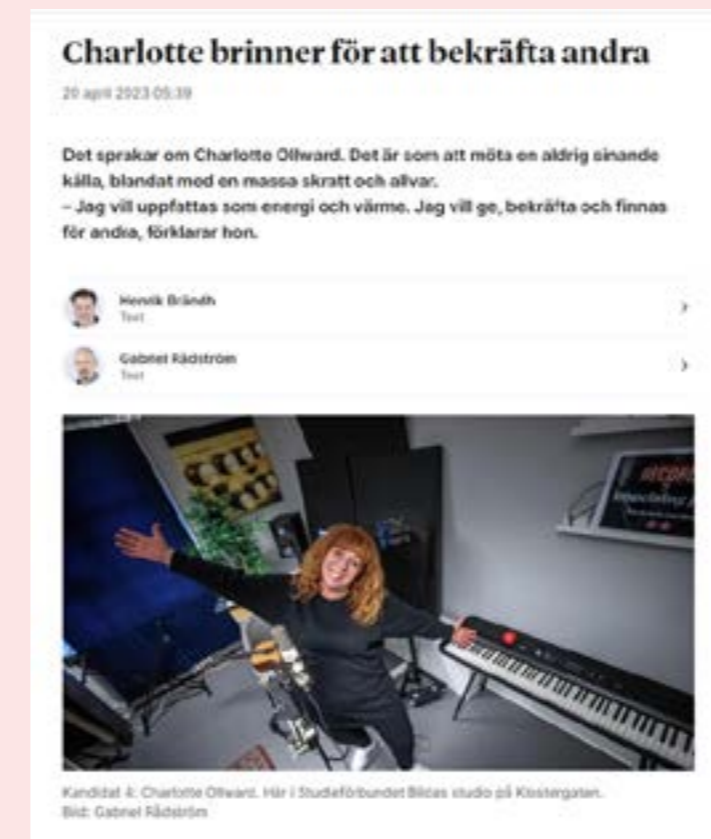 Charlotte brinner för att bekräfta andra
20 april 2023 05:39
Det sprakar om Charlotte Ollward. Det är som att möta en aldrig sinande
källa, blandat med en massa skratt och allvar.
– Jag vill uppfattas som energi och värme. Jag vill ge, bekräfta och finnas
för andra, förklarar hon.
Henrik Brändh
Text
Gabriel Rådström
Text
RECORD
Kandidat 4: Charlotte Ollward. Här i Studieförbundet Bildas studio på Klostergatan.
Bild: Gabriel Rådström